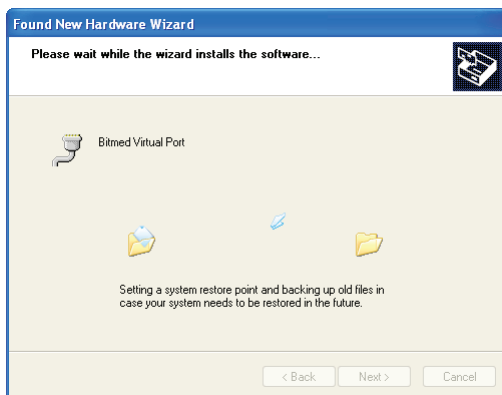 Found New Hardware Wizard
Please wait while the wizard installs the software...
Bitmed Virtual Port
Setting a system restore point and backing up old files in
case your system needs to be restored in the future.
< Back
Next >
Cancel